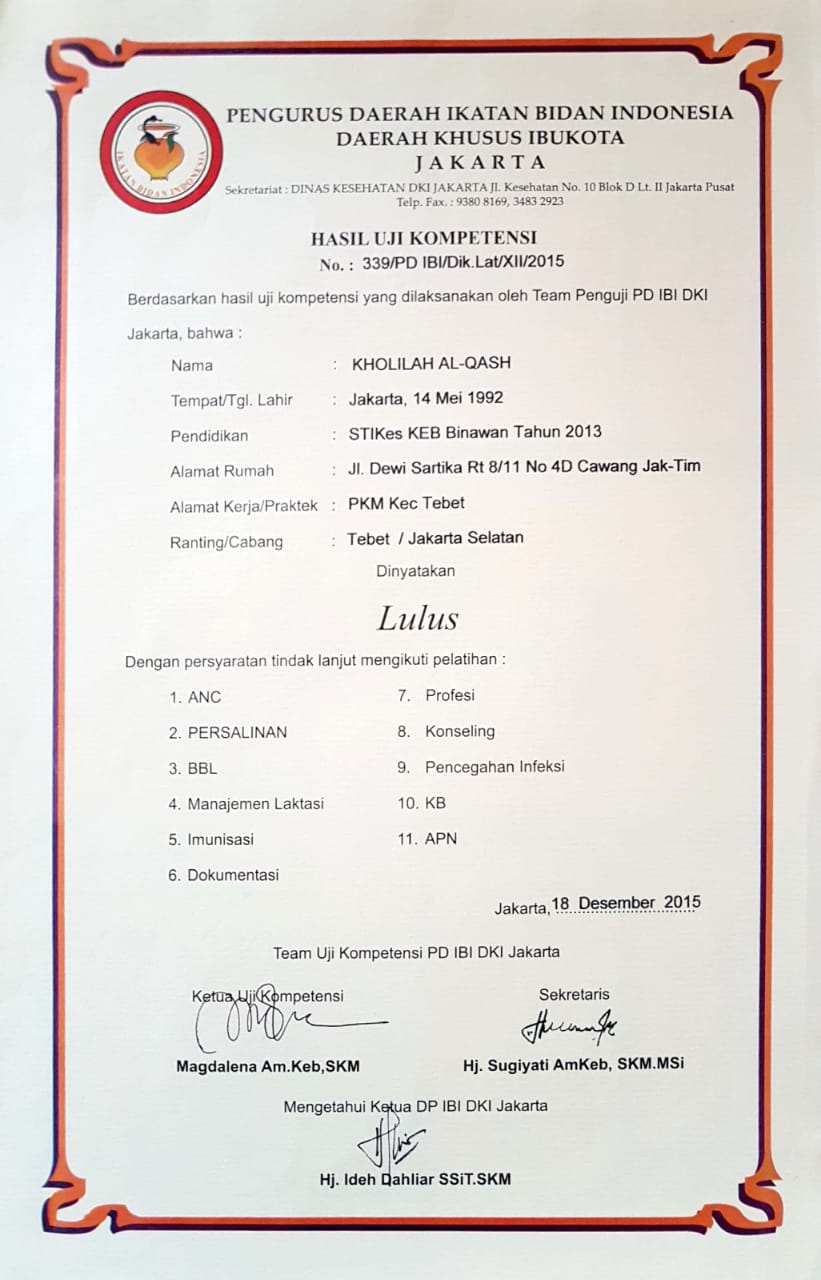 IKATAN BIDAN INDONESIA
PENGURUS DAERAH IKATAN BIDAN INDONESIA
DAERAH KHUSUS IBUKOTA
J A K A R T A
Sekretariat : DINAS KESEHATAN DKI JAKARTA Jl. Kesehatan No. 10 Blok D Lt. II Jakarta Pusat
Telp. Fax. : 9380 8169, 3483 2923
HASIL UJI KOMPETENSI
No. : 339/PD IBI/Dik.Lat/XII/2015
Berdasarkan hasil uji kompetensi yang dilaksanakan oleh Team Penguji PD IBI DKI
Jakarta, bahwa :
Nama : KHOLILAH AL-QASH
Tempat/Tgl. Lahir : Jakarta, 14 Mei 1992
Pendidikan : STIKes KEB Binawan Tahun 2013
Alamat Rumah : Jl. Dewi Sartika Rt 8/11 No 4D Cawang Jak-Tim
Alamat Kerja/Praktek : PKM Kec Tebet
Ranting/Cabang : Tebet / Jakarta Selatan
Dinyatakan
Lulus
Dengan persyaratan tindak lanjut mengikuti pelatihan :
1. ANC
2. PERSALINAN
3. BBL
4. Manajemen Laktasi
5. Imunisasi
6. Dokumentasi
7. Profesi
8. Konseling
9. Pencegahan Infeksi
10. KB
11. APN
Jakarta, 18 Desember 2015
Team Uji Kompetensi PD IBI DKI Jakarta
Ketua Uji Kompetensi
Magdalena Am.Keb,SKM
Sekretaris
Hj. Sugiyati AmKeb, SKM.MSi
Mengetahui Ketua DP IBI DKI Jakarta
Hj. Ideh Dahliar SSiT.SKM